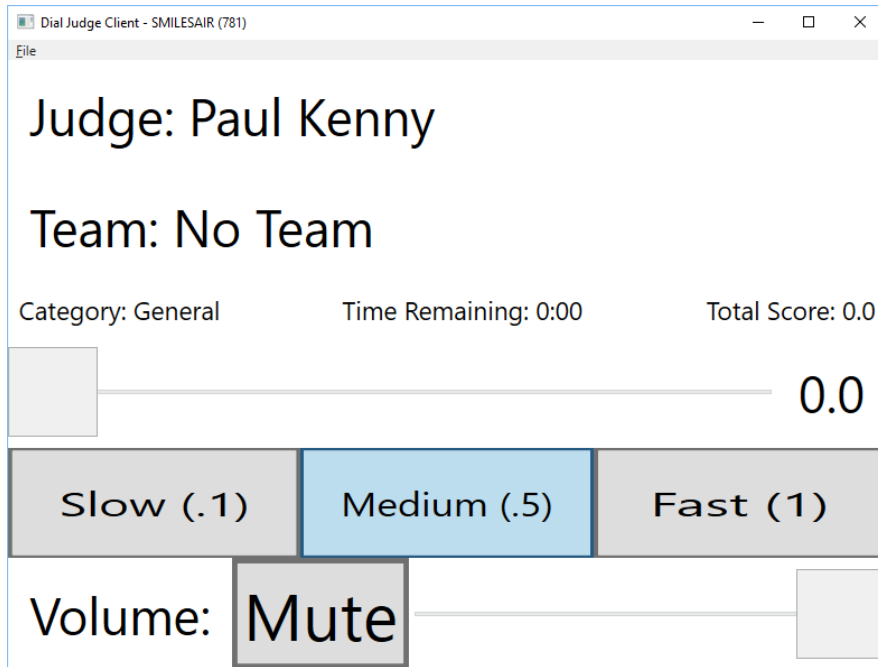 Dial Judge Client - SMILESAIR (781)
File
Judge: Paul Kenny
Team: No Team
Category: General Time Remaining: 0:00 Total Score: 0.0
0.0
Slow (.1) Medium (.5) Fast (1)
Volume: Mute